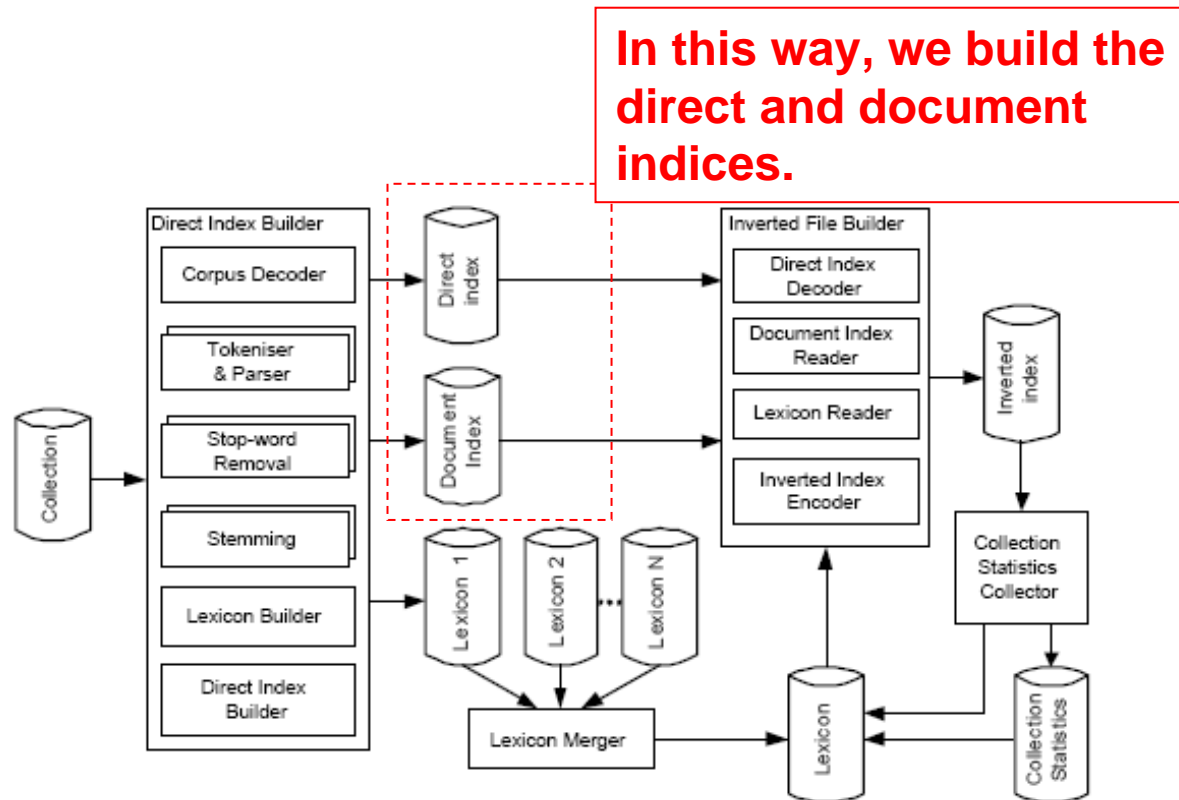 In this way, we build the
direct and document
indices.
Direct Index Builder
Corpus Decoder
Tokeniser
& Parser
Stop-word
Removal
Stemming
Lexicon Builder
Direct Index
Builder
Collection
Direct
index
Document
Index
Lexicon 1
Lexicon 2
...
Lexicon N
Lexicon Merger
Inverted File Builder
Direct Index
Decoder
Document Index
Reader
Lexicon Reader
Inverted Index
Encoder
Inverted
index
Collection
Statistics
Collector
Lexicon
Collection
Statistics